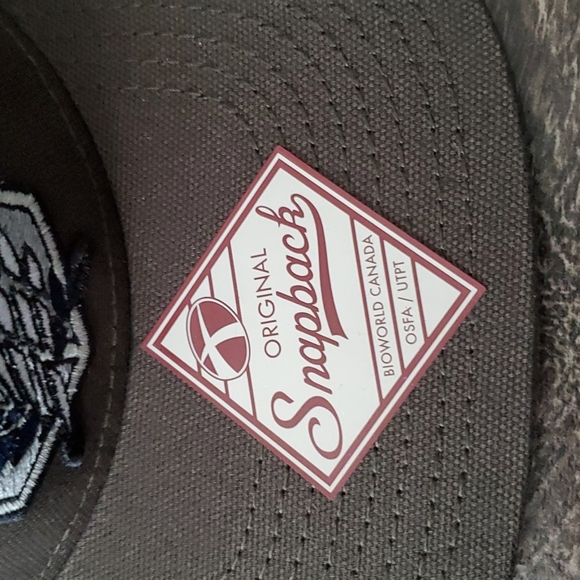 ORIGINAL
Snapback
BIOWORLD CANADA
OSFA / UTPT